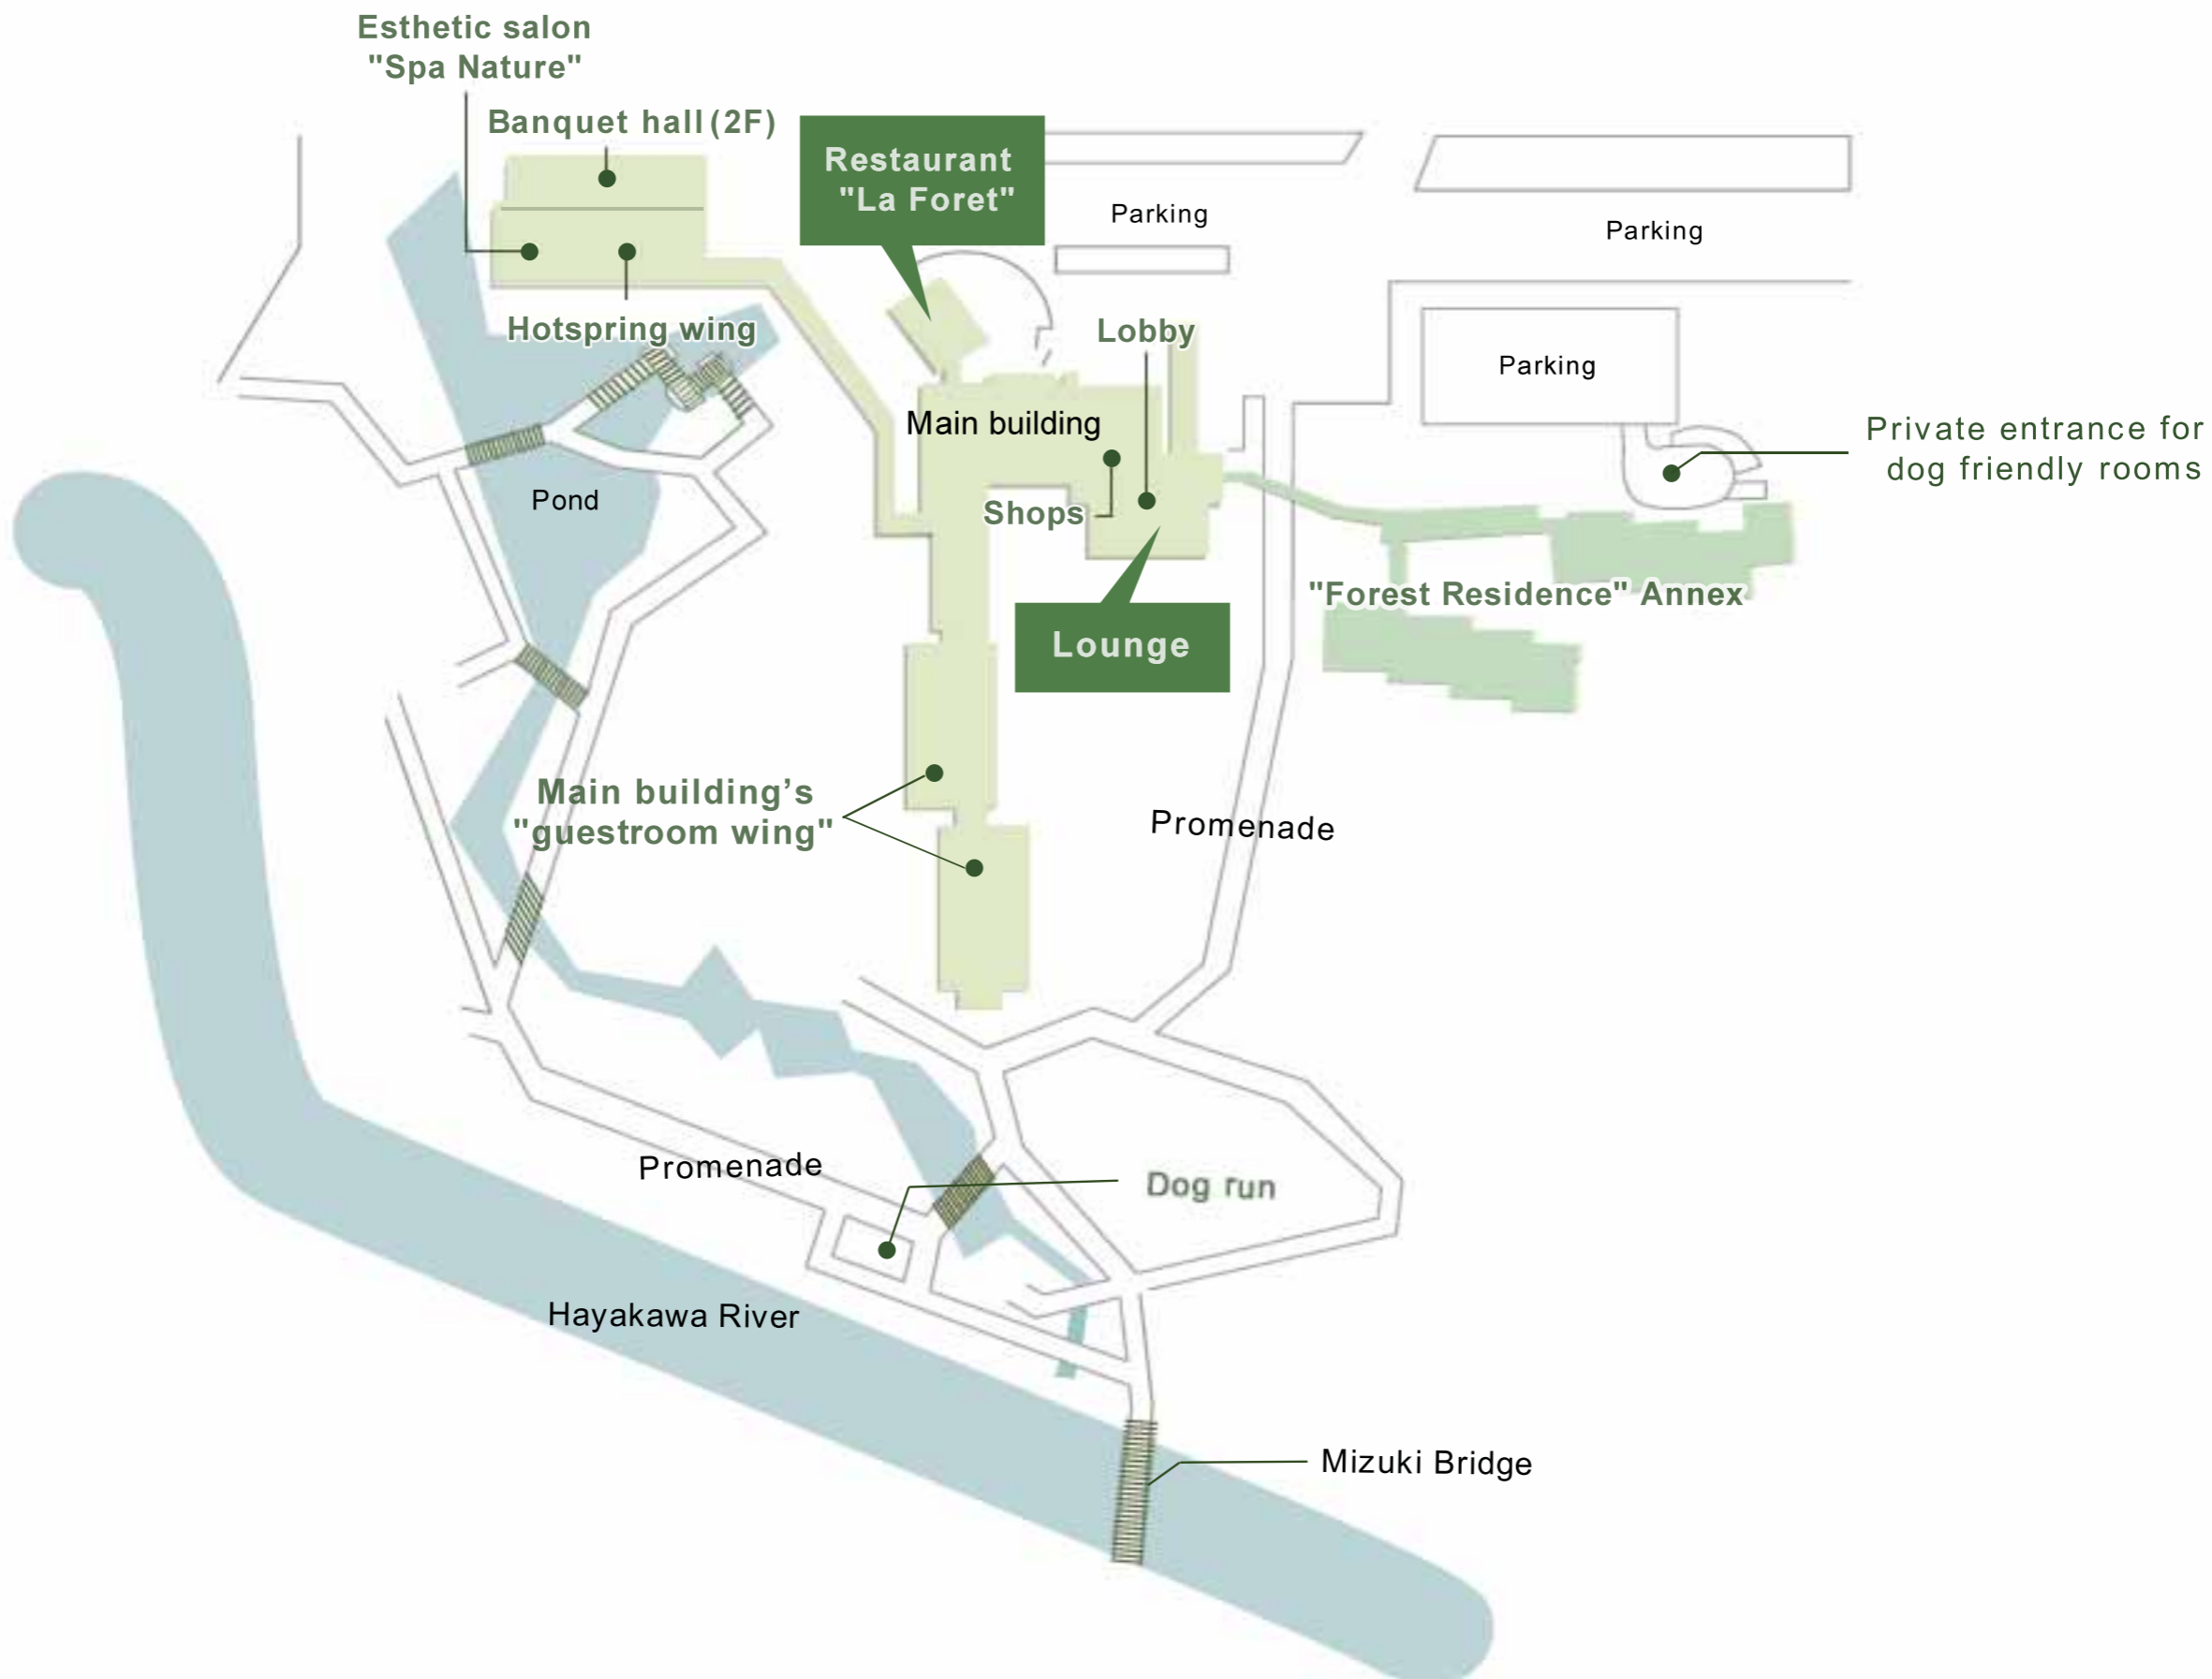 Esthetic salon
"Spa Nature"
Banquet hall (2F)
Restaurant
"La Foret"
Parking
Parking
Hotspring wing
Lobby
Parking
Main building
Private entrance for
dog friendly rooms
Pond
Shops
"Forest Residence" Annex
Lounge
Main building’s
"guestroom wing"
Promenade
Promenade
Dog run
Hayakawa River
Mizuki Bridge